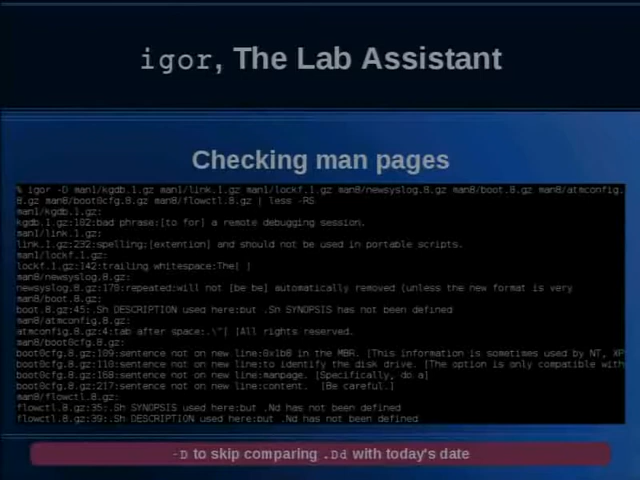 igor, The Lab Assistant
Checking man pages
% igor -D man1/kgdb.1.gz man1/link.1.gz man1/lockf.1.gz man8/newsyslog.8.gz man8/boot.8.gz man8/atmconfig.
8.gz man8/boot0cfg.8.gz man8/flowctl.8.gz | less -RS
man1/kgdb.1.gz:
kgdb.1.gz:182:bad phrase:[to for] a remote debugging session.
man1/link.1.gz:
link.1.gz:232:spelling:[extention] and should not be used in portable scripts.
man1/lockf.1.gz:
lockf.1.gz:142:trailing whitespace:The[ ]
man8/newsyslog.8.gz:
newsyslog.8.gz:178:repeated:will not [be be] automatically removed (unless the new format is very
man8/boot.8.gz:
boot.8.gz:45:.Sh DESCRIPTION used here:but .Sh SYNOPSIS has not been defined
man8/atmconfig.8.gz:
atmconfig.8.gz:4:tab after space:.\"[ ]All rights reserved.
man8/boot0cfg.8.gz:
boot0cfg.8.gz:109:sentence not on new line:0x1b8 in the MBR. [This information is sometimes used by NT, XP
boot0cfg.8.gz:110:sentence not on new line:to identify the disk drive. [The option is only compatible with
boot0cfg.8.gz:168:sentence not on new line:manpage. [Specifically, do a]
boot0cfg.8.gz:217:sentence not on new line:content.  [Be careful.]
man8/flowctl.8.gz:
flowctl.8.gz:35:.Sh SYNOPSIS used here:but .Nd has not been defined
flowctl.8.gz:39:.Sh DESCRIPTION used here:but .Nd has not been defined
-D to skip comparing .Dd with today's date